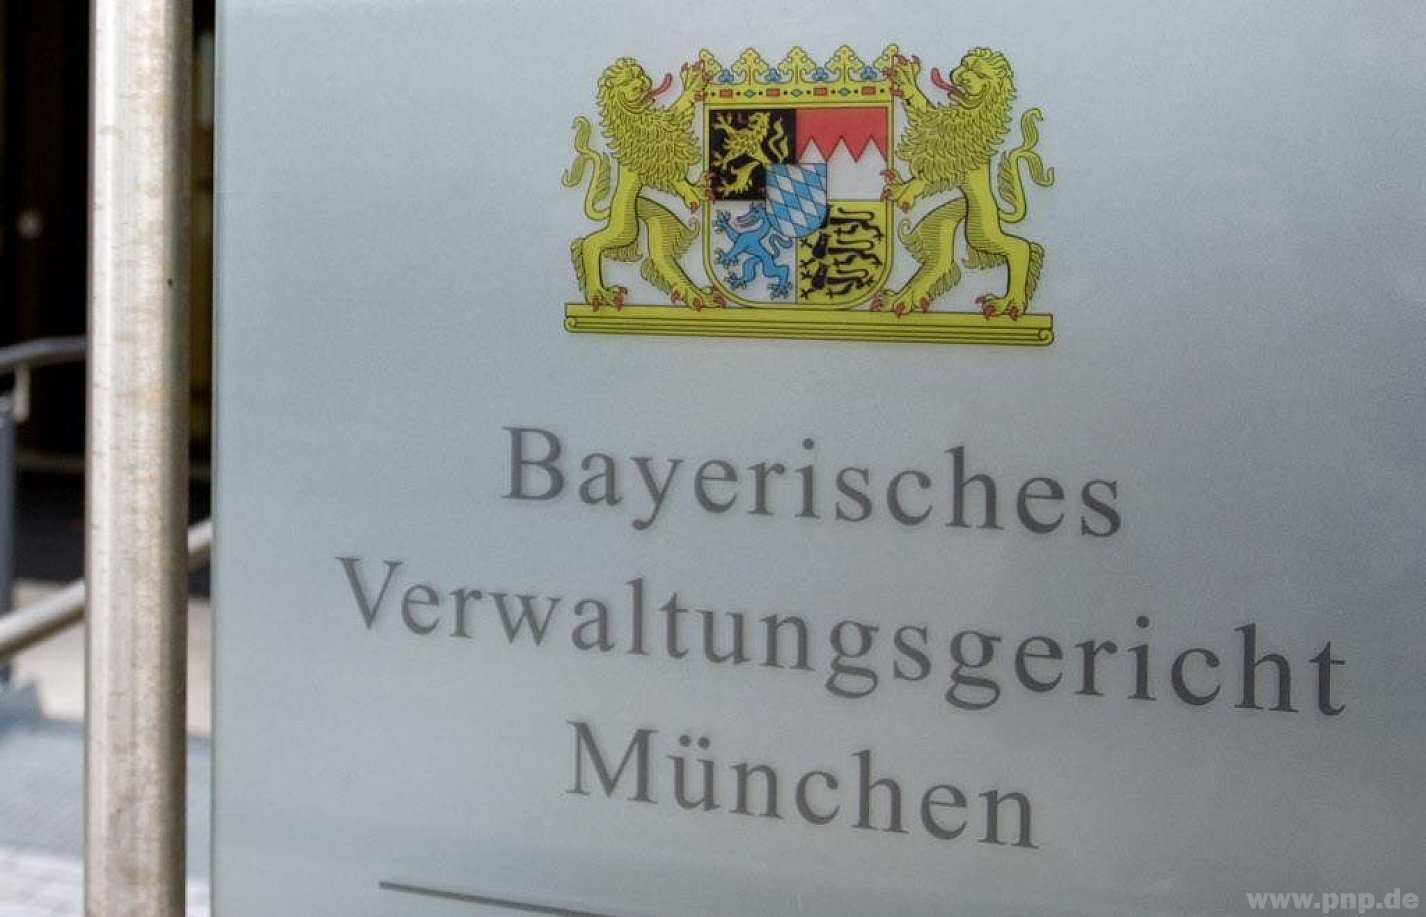 Bayerisches
Verwaltungsgericht
München
www.pnp.de